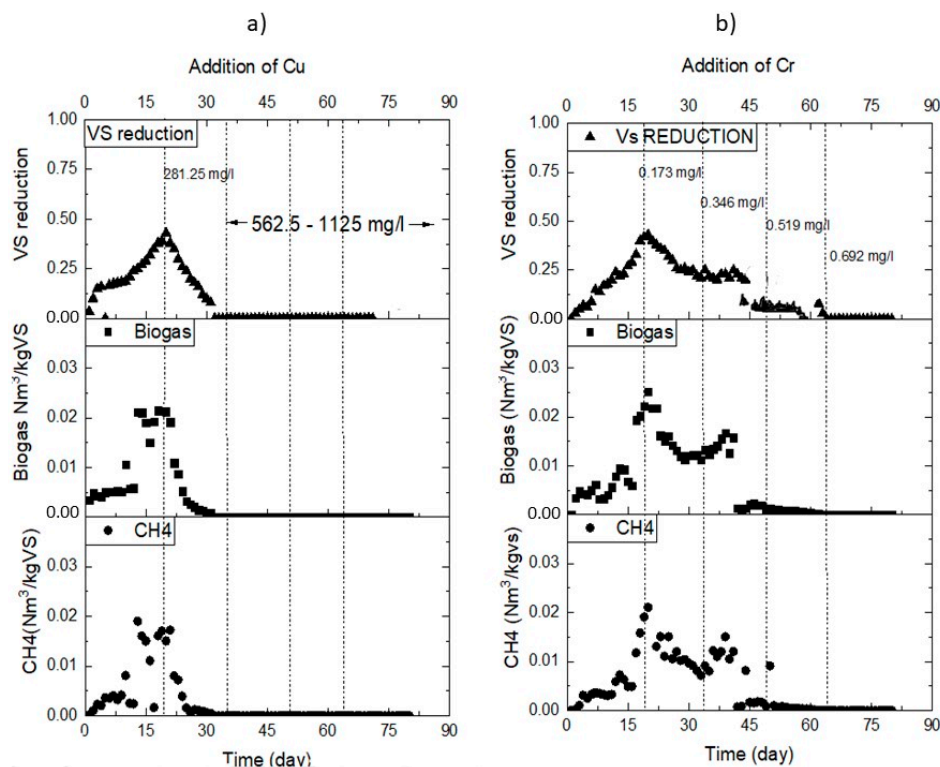 a)
Addition of Cu
0 15 30 45 60 75 90
VS reduction
1.00
0.75
0.50
0.25
0.00
VS reduction
281.25 mg/l
562.5 - 1125 mg/l
Biogas Nm³/kgVS
0.03
0.02
0.01
0.00
Biogas
CH4(Nm³/kgVS)
0.03
0.02
0.01
0.00
CH4
0 15 30 45 60 75 90
Time (day)
b)
Addition of Cr
0 15 30 45 60 75 90
VS reduction
1.00
0.75
0.50
0.25
0.00
Vs REDUCTION
0.173 mg/l
0.346 mg/l
0.519 mg/l
0.692 mg/l
Biogas (Nm³/kgVS)
0.03
0.02
0.01
0.00
Biogas
CH4 (Nm³/kgvs)
0.03
0.02
0.01
0.00
CH4
0 15 30 45 60 75 90
Time (day)